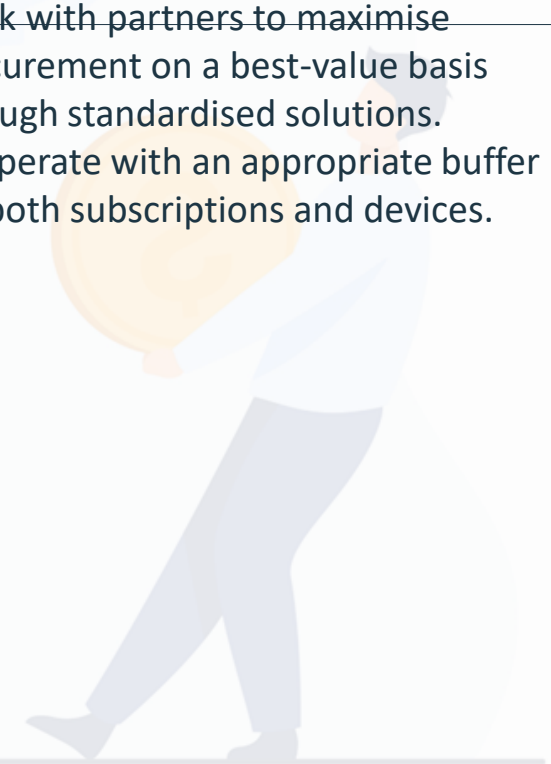 k with partners to maximise
curement on a best-value basis
ugh standardised solutions.
perate with an appropriate buffer
both subscriptions and devices.